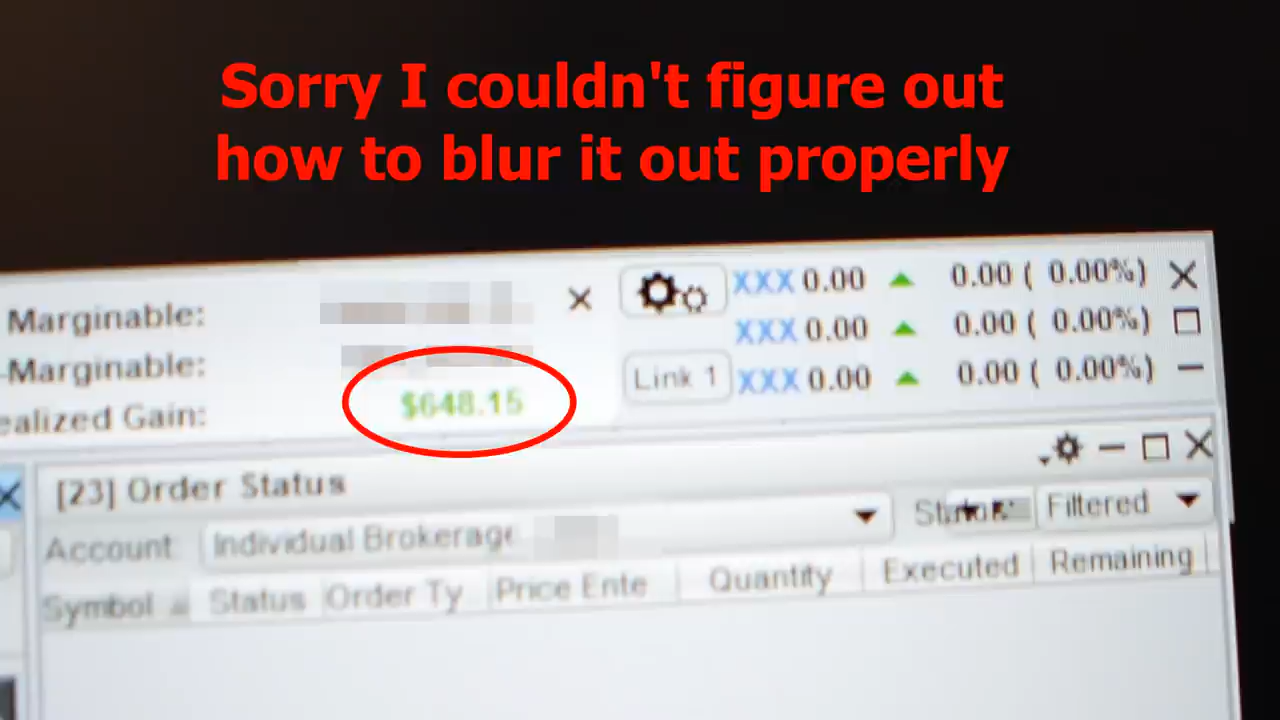 Sorry I couldn't figure out
how to blur it out properly
Marginable:
XXX 0.00 0.00 ( 0.00%)
-Marginable:
XXX 0.00 0.00 ( 0.00%)
ealized Gain: $648.15
Link 1 XXX 0.00 0.00 ( 0.00%)
[23] Order Status
Account Individual Brokerage Filtered
Symbol Status Order Ty Price Ente Quantity Executed Remaining